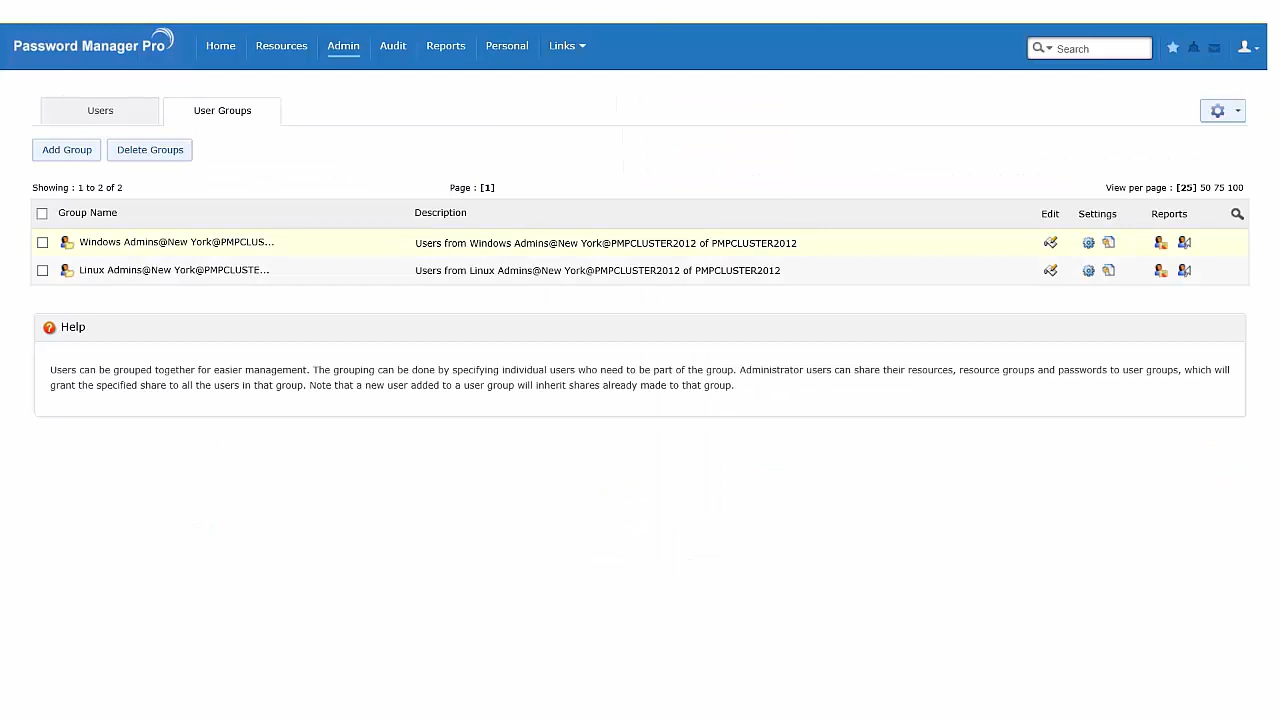 Password Manager Pro Home Resources Admin Audit Reports Personal Links Search
Users User Groups
Add Group Delete Groups
Showing : 1 to 2 of 2 Page : [1] View per page : [25] 50 75 100
Group Name Description Edit Settings Reports
Windows Admins@New York@PMPCLUS... Users from Windows Admins@New York@PMPCLUSTER2012 of PMPCLUSTER2012
Linux Admins@New York@PMPCLUSTE... Users from Linux Admins@New York@PMPCLUSTER2012 of PMPCLUSTER2012
Help
Users can be grouped together for easier management. The grouping can be done by specifying individual users who need to be part of the group. Administrator users can share their resources, resource groups and passwords to user groups, which will
grant the specified share to all the users in that group. Note that a new user added to a user group will inherit shares already made to that group.